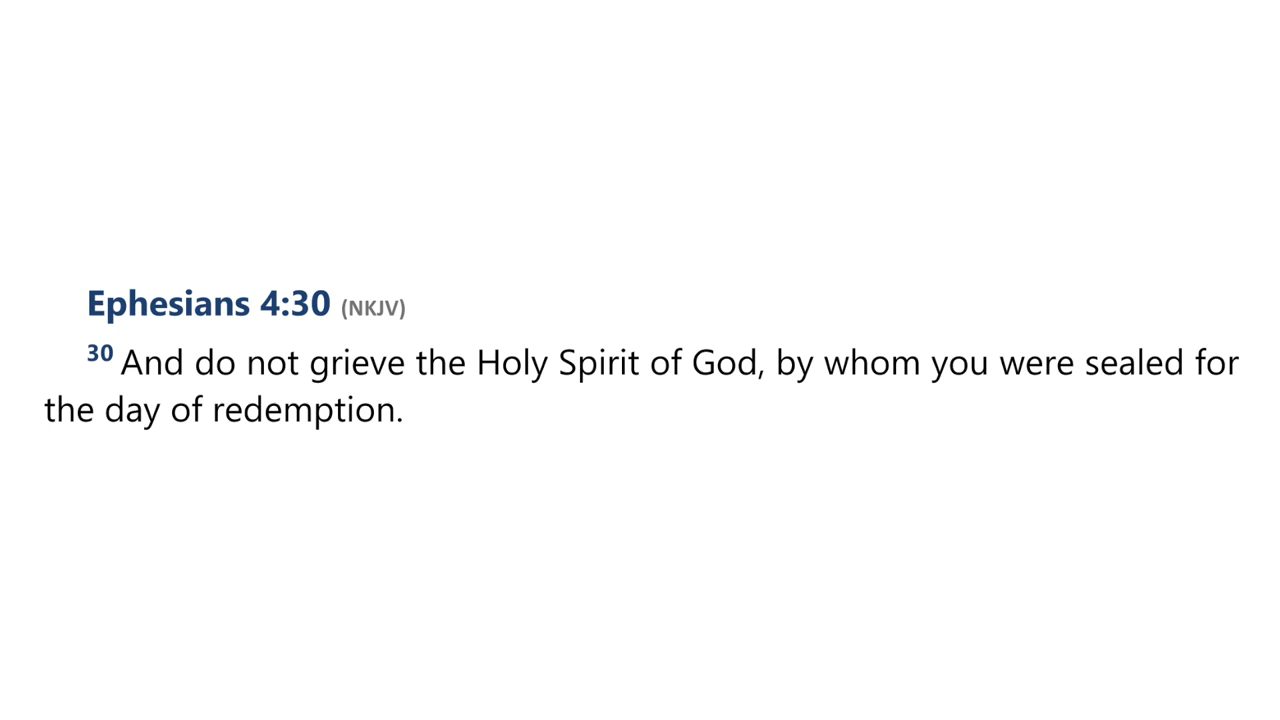 Ephesians 4:30 (NKJV)
30 And do not grieve the Holy Spirit of God, by whom you were sealed for
the day of redemption.